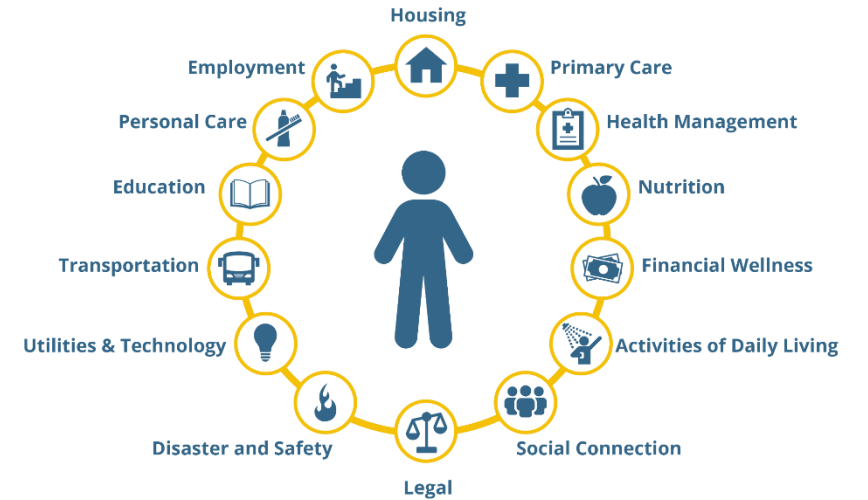 Housing
Employment
Primary Care
Personal Care
Health Management
Education
Nutrition
Transportation
Financial Wellness
Utilities & Technology
Activities of Daily Living
Disaster and Safety
Social Connection
Legal